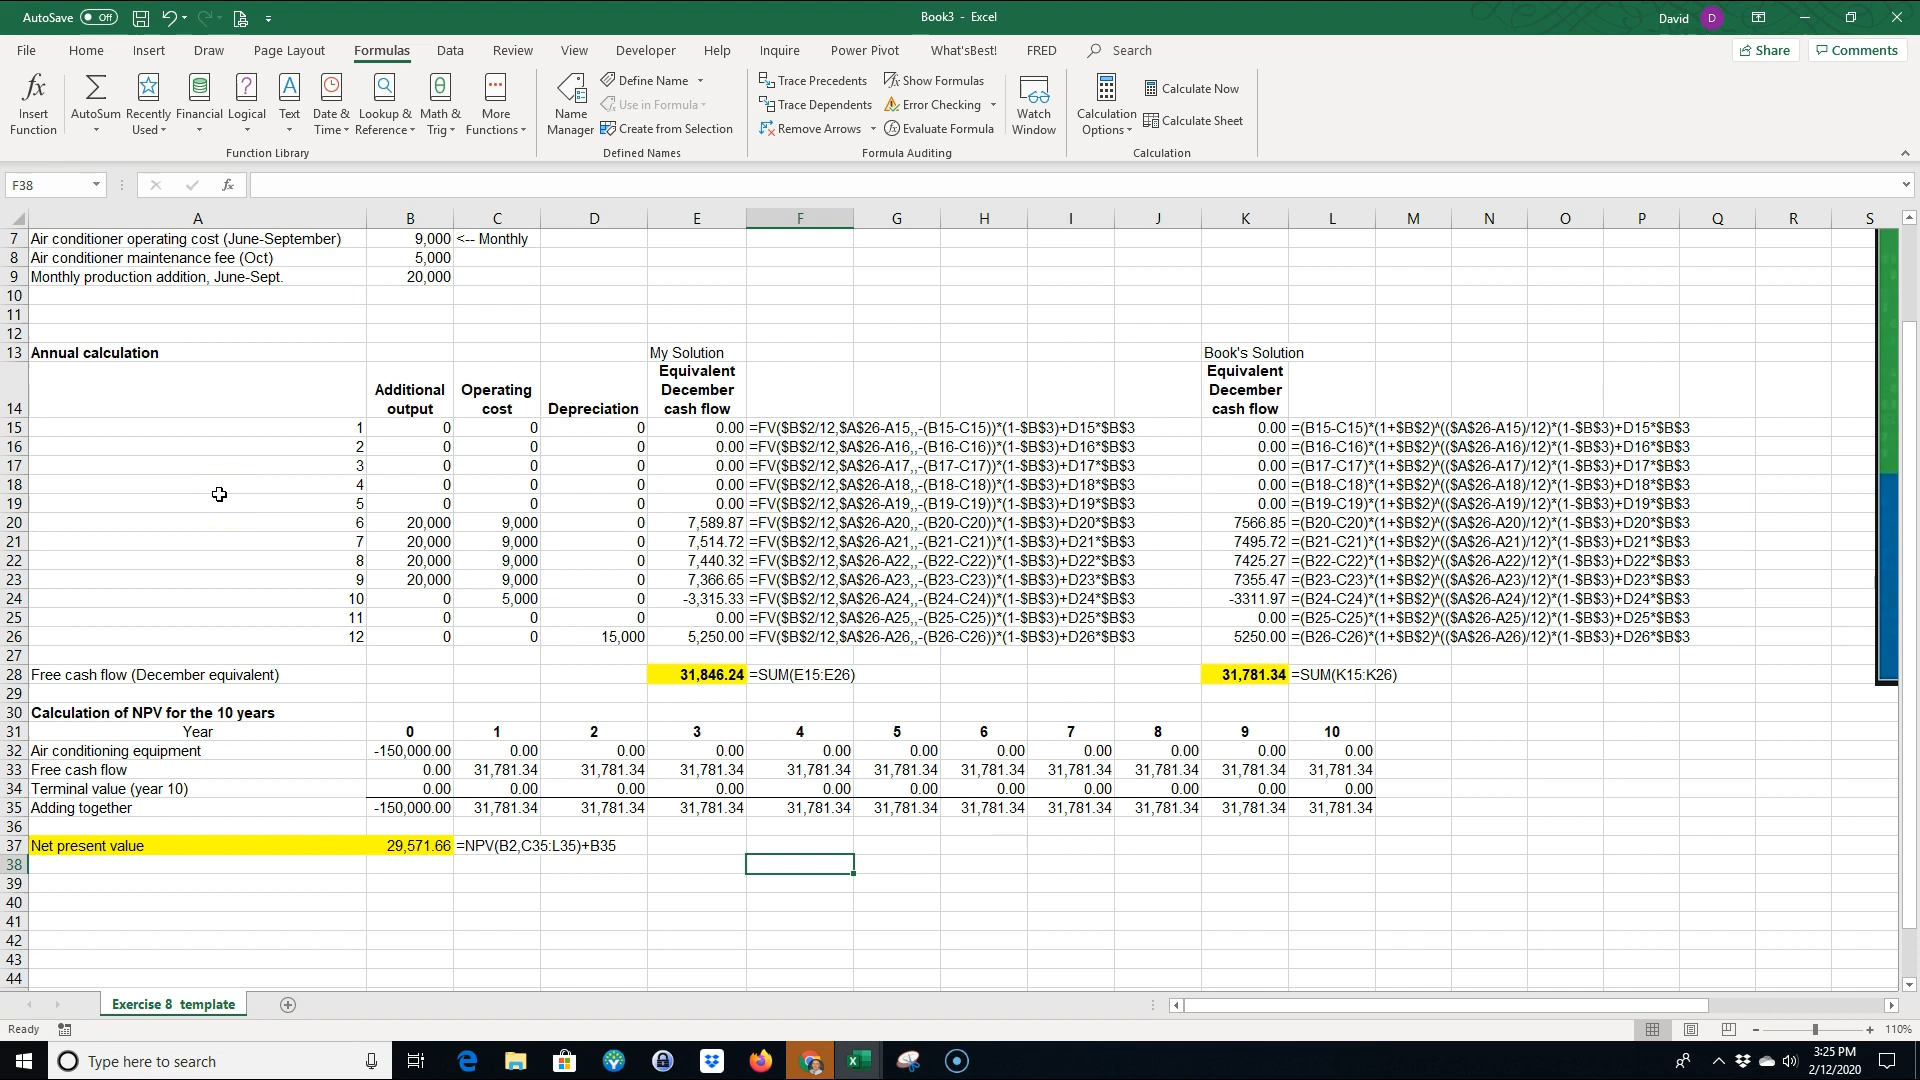 AutoSave Off Book3 - Excel David D
File Home Insert Draw Page Layout Formulas Data Review View Developer Help Inquire Power Pivot What'sBest! FRED Search Share Comments
fx Insert Function AutoSum Recently Used Financial Logical Text Date & Time Lookup & Reference Math & Trig More Functions
Name Manager Define Name Use in Formula Create from Selection
Trace Precedents Trace Dependents Remove Arrows Show Formulas Error Checking Evaluate Formula Watch Window
Calculation Options Calculate Now Calculate Sheet
Function Library Defined Names Formula Auditing Calculation
F38 fx
A B C D E F G H I J K L M N O P Q R S
7 Air conditioner operating cost (June-September) 9,000 <-- Monthly
8 Air conditioner maintenance fee (Oct) 5,000
9 Monthly production addition, June-Sept. 20,000
10
11
12
13 Annual calculation My Solution Book's Solution
14 Additional output Operating cost Depreciation Equivalent December cash flow Equivalent December cash flow
15 1 0 0 0 0.00 =FV($B$2/12,$A$26-A15,,-(B15-C15))*(1-$B$3)+D15*$B$3 0.00 =(B15-C15)*(1+$B$2)^(($A$26-A15)/12)*(1-$B$3)+D15*$B$3
16 2 0 0 0 0.00 =FV($B$2/12,$A$26-A16,,-(B16-C16))*(1-$B$3)+D16*$B$3 0.00 =(B16-C16)*(1+$B$2)^(($A$26-A16)/12)*(1-$B$3)+D16*$B$3
17 3 0 0 0 0.00 =FV($B$2/12,$A$26-A17,,-(B17-C17))*(1-$B$3)+D17*$B$3 0.00 =(B17-C17)*(1+$B$2)^(($A$26-A17)/12)*(1-$B$3)+D17*$B$3
18 4 0 0 0 0.00 =FV($B$2/12,$A$26-A18,,-(B18-C18))*(1-$B$3)+D18*$B$3 0.00 =(B18-C18)*(1+$B$2)^(($A$26-A18)/12)*(1-$B$3)+D18*$B$3
19 5 0 0 0 0.00 =FV($B$2/12,$A$26-A19,,-(B19-C19))*(1-$B$3)+D19*$B$3 0.00 =(B19-C19)*(1+$B$2)^(($A$26-A19)/12)*(1-$B$3)+D19*$B$3
20 6 20,000 9,000 0 7,589.87 =FV($B$2/12,$A$26-A20,,-(B20-C20))*(1-$B$3)+D20*$B$3 7566.85 =(B20-C20)*(1+$B$2)^(($A$26-A20)/12)*(1-$B$3)+D20*$B$3
21 7 20,000 9,000 0 7,514.72 =FV($B$2/12,$A$26-A21,,-(B21-C21))*(1-$B$3)+D21*$B$3 7495.72 =(B21-C21)*(1+$B$2)^(($A$26-A21)/12)*(1-$B$3)+D21*$B$3
22 8 20,000 9,000 0 7,440.32 =FV($B$2/12,$A$26-A22,,-(B22-C22))*(1-$B$3)+D22*$B$3 7425.27 =(B22-C22)*(1+$B$2)^(($A$26-A22)/12)*(1-$B$3)+D22*$B$3
23 9 20,000 9,000 0 7,366.65 =FV($B$2/12,$A$26-A23,,-(B23-C23))*(1-$B$3)+D23*$B$3 7355.47 =(B23-C23)*(1+$B$2)^(($A$26-A23)/12)*(1-$B$3)+D23*$B$3
24 10 0 5,000 0 -3,315.33 =FV($B$2/12,$A$26-A24,,-(B24-C24))*(1-$B$3)+D24*$B$3 -3311.97 =(B24-C24)*(1+$B$2)^(($A$26-A24)/12)*(1-$B$3)+D24*$B$3
25 11 0 0 0 0.00 =FV($B$2/12,$A$26-A25,,-(B25-C25))*(1-$B$3)+D25*$B$3 0.00 =(B25-C25)*(1+$B$2)^(($A$26-A25)/12)*(1-$B$3)+D25*$B$3
26 12 0 0 15,000 5,250.00 =FV($B$2/12,$A$26-A26,,-(B26-C26))*(1-$B$3)+D26*$B$3 5250.00 =(B26-C26)*(1+$B$2)^(($A$26-A26)/12)*(1-$B$3)+D26*$B$3
27
28 Free cash flow (December equivalent) 31,846.24 =SUM(E15:E26) 31,781.34 =SUM(K15:K26)
29
30 Calculation of NPV for the 10 years
31 Year 0 1 2 3 4 5 6 7 8 9 10
32 Air conditioning equipment -150,000.00 0.00 0.00 0.00 0.00 0.00 0.00 0.00 0.00 0.00 0.00
33 Free cash flow 0.00 31,781.34 31,781.34 31,781.34 31,781.34 31,781.34 31,781.34 31,781.34 31,781.34 31,781.34 31,781.34
34 Terminal value (year 10) 0.00 0.00 0.00 0.00 0.00 0.00 0.00 0.00 0.00 0.00 0.00
35 Adding together -150,000.00 31,781.34 31,781.34 31,781.34 31,781.34 31,781.34 31,781.34 31,781.34 31,781.34 31,781.34 31,781.34
36
37 Net present value 29,571.66 =NPV(B2,C35:L35)+B35
38
39
40
41
42
43
44
Exercise 8_template
Ready 110%
Type here to search 3:25 PM
2/12/2020